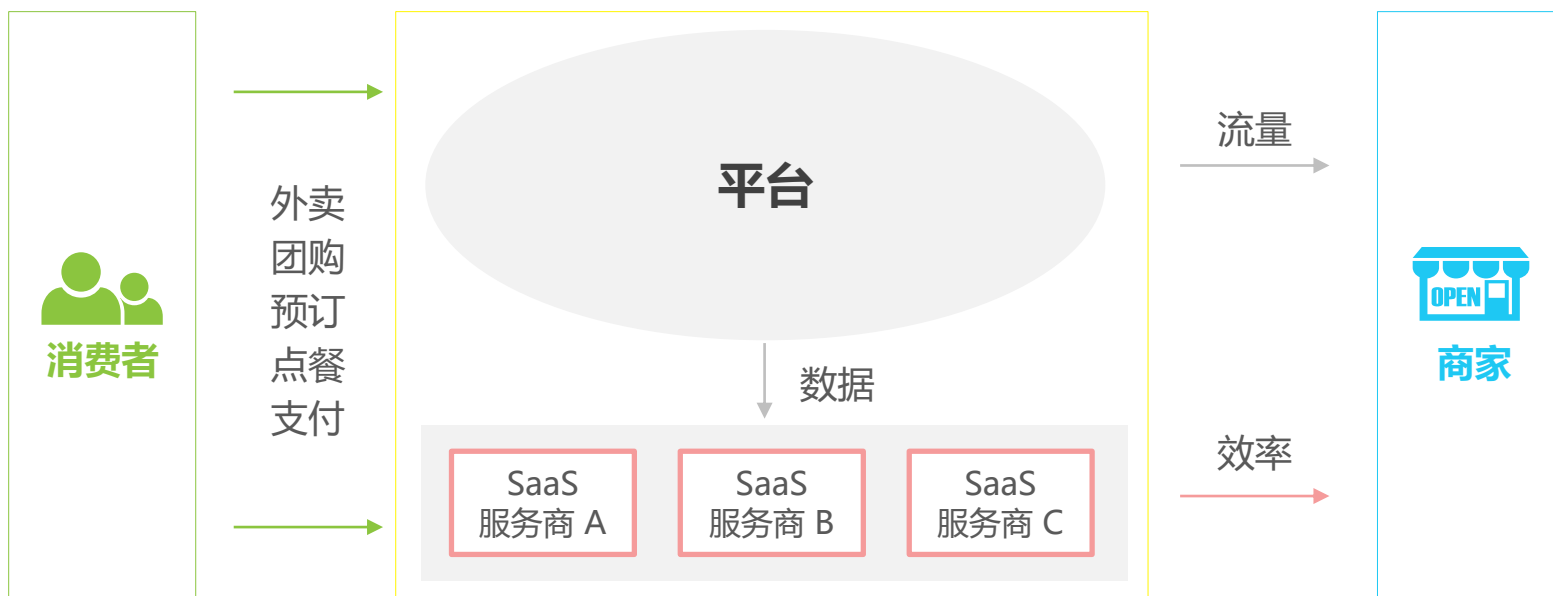 消费者
外卖
团购
预订
点餐
支付
平台
数据
SaaS
服务商 A
SaaS
服务商 B
SaaS
服务商 C
流量
效率
OPEN
商家